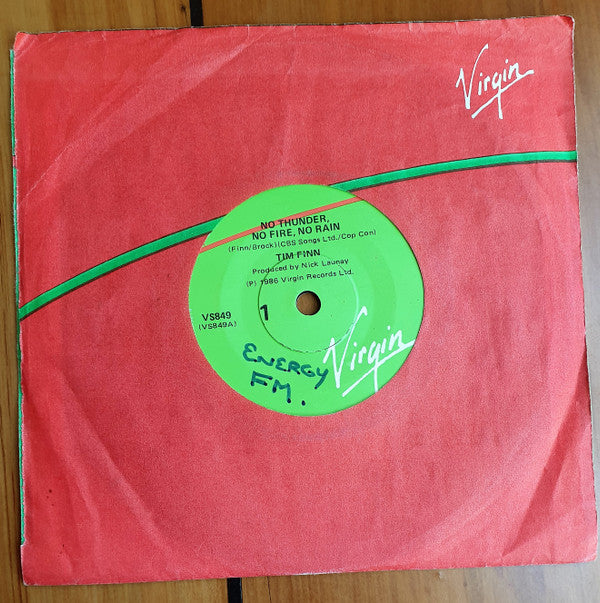 Virgin
NO THUNDER,
NO FIRE, NO RAIN
(Finn/Brock)(CBS Songs Ltd./Cop Con)
TIM FINN
Produced by Nick Launay
(P) 1986 Virgin Records Ltd.
VS849
(VS849A)
1
Virgin
ENERGY
FM.